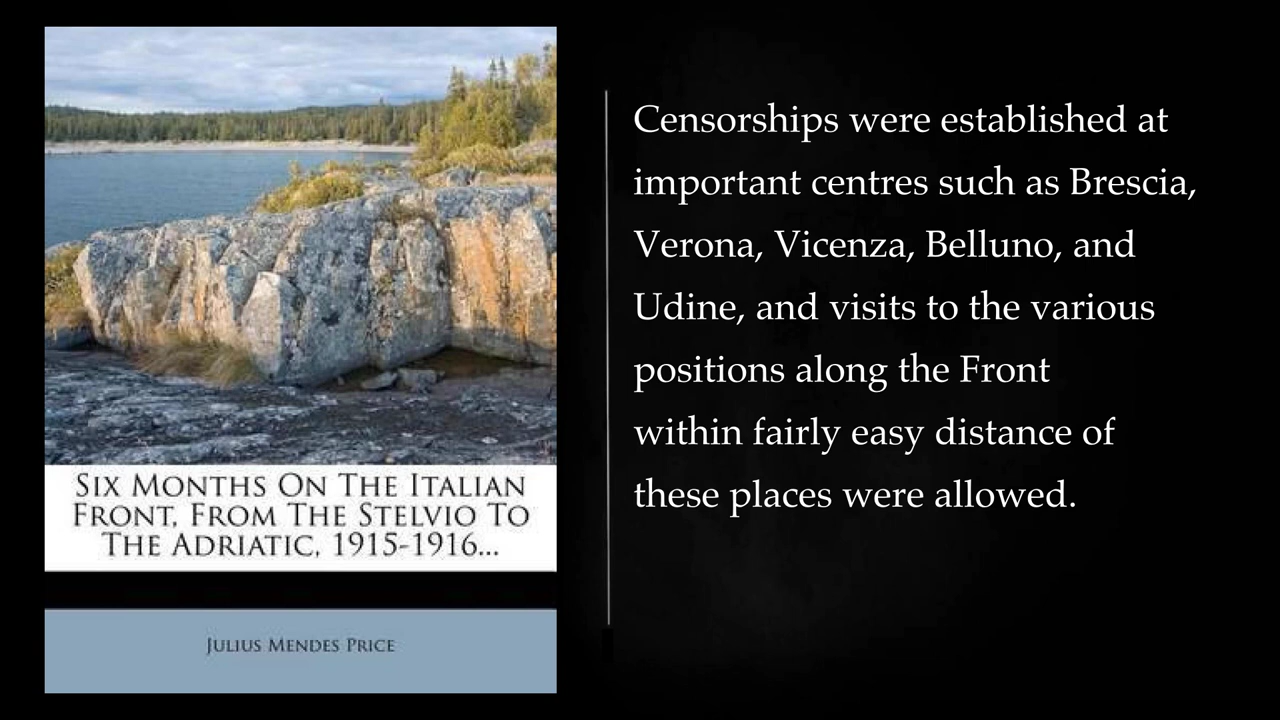 SIX MONTHS ON THE ITALIAN
FRONT, FROM THE STELVIO TO
THE ADRIATIC, 1915-1916...
JULIUS MENDES PRICE
Censorships were established at
important centres such as Brescia,
Verona, Vicenza, Belluno, and
Udine, and visits to the various
positions along the Front
within fairly easy distance of
these places were allowed.